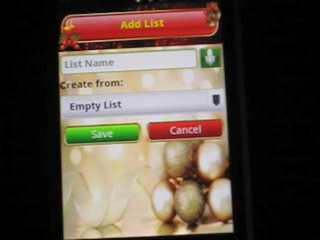 Add List
List Name
Create from:
Empty List
Save
Cancel